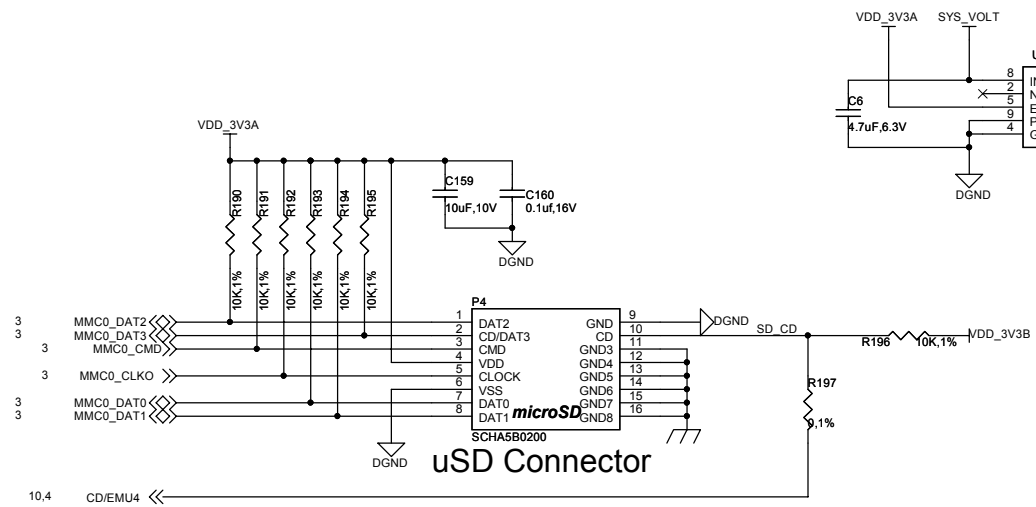 VDD_3V3A SYS_VOLT
U
8
2
5
9
4
C6
4.7uF,6.3V
DGND
VDD_3V3A
R190
R191
R192
R193
R194
R195
10K,1%
10K,1%
10K,1%
10K,1%
10K,1%
10K,1%
C159
10uF,10V
C160
0.1uf,16V
DGND
P4
3 MMC0_DAT2 1 DAT2 GND 9 DGND
3 MMC0_DAT3 2 CD/DAT3 CD 10 SD_CD
3 MMC0_CMD 3 CMD GND3 11
4 VDD GND4 12
3 MMC0_CLKO 5 CLOCK GND5 13
6 VSS GND6 14
3 MMC0_DAT0 7 DAT0 GND7 15
3 MMC0_DAT1 8 DAT1 microSD GND8 16
SCHA5B0200
DGND
uSD Connector
R196 10K,1% VDD_3V3B
R197
0,1%
10,4 CD/EMU4